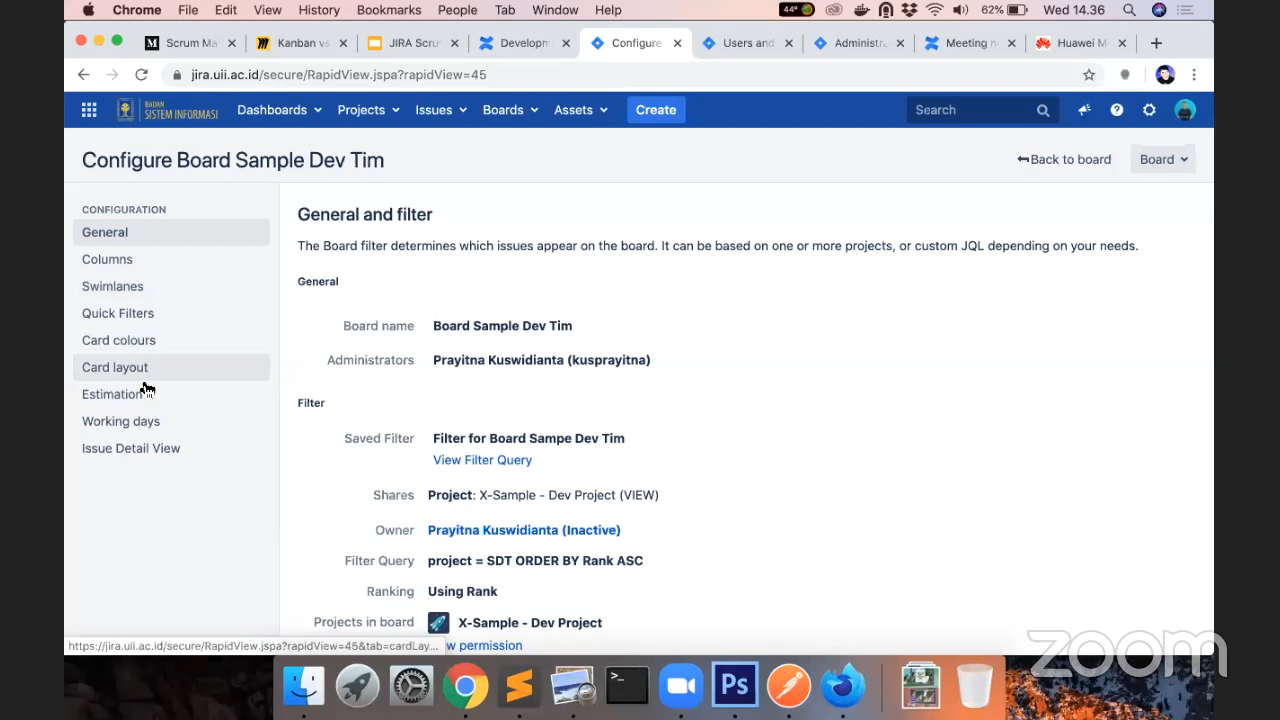 Chrome File Edit View History Bookmarks People Tab Window Help 44° 62% Wed 14.36
Scrum Ma Kanban vs JIRA Scru Developm Configure Users and Administra Meeting n Huawei M
jira.uii.ac.id/secure/RapidView.jspa?rapidView=45
BADAN
SISTEM INFORMASI
Dashboards Projects Issues Boards Assets Create Search
Configure Board Sample Dev Tim
Back to board Board
CONFIGURATION
General
Columns
Swimlanes
Quick Filters
Card colours
Card layout
Estimation
Working days
Issue Detail View
General and filter
The Board filter determines which issues appear on the board. It can be based on one or more projects, or custom JQL depending on your needs.
General
Board name Board Sample Dev Tim
Administrators Prayitna Kuswidianta (kusprayitna)
Filter
Saved Filter Filter for Board Sampe Dev Tim
View Filter Query
Shares Project: X-Sample - Dev Project (VIEW)
Owner Prayitna Kuswidianta (Inactive)
Filter Query project = SDT ORDER BY Rank ASC
Ranking Using Rank
Projects in board X-Sample - Dev Project
w permission
https://jira.uii.ac.id/secure/RapidView.jspa?rapidView=45&tab=cardLay...
zoom
Ps